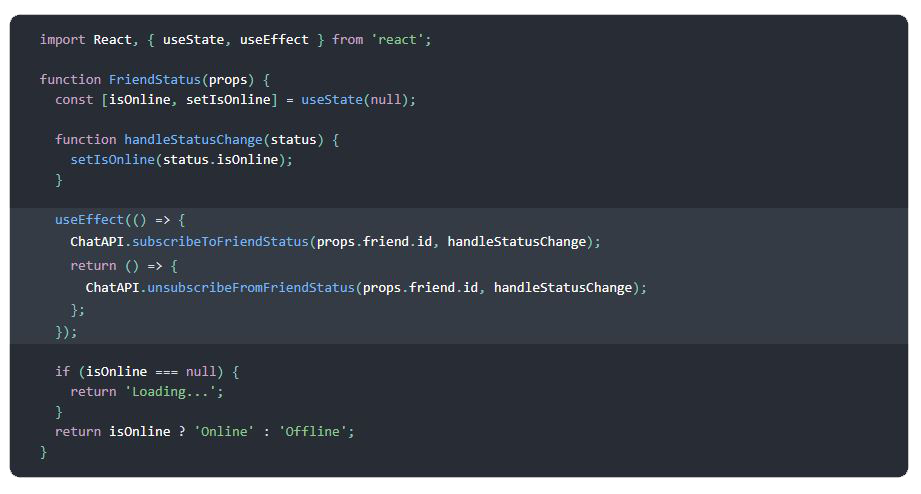 import React, { useState, useEffect } from 'react';
function FriendStatus(props) {
const [isOnline, setIsOnline] = useState(null);
function handleStatusChange(status) {
setIsOnline(status.isOnline);
}
useEffect(() => {
ChatAPI.subscribeToFriendStatus(props.friend.id, handleStatusChange);
return () => {
ChatAPI.unsubscribeFromFriendStatus(props.friend.id, handleStatusChange);
};
});
if (isOnline === null) {
return 'Loading...';
}
return isOnline ? 'Online' : 'Offline';
}